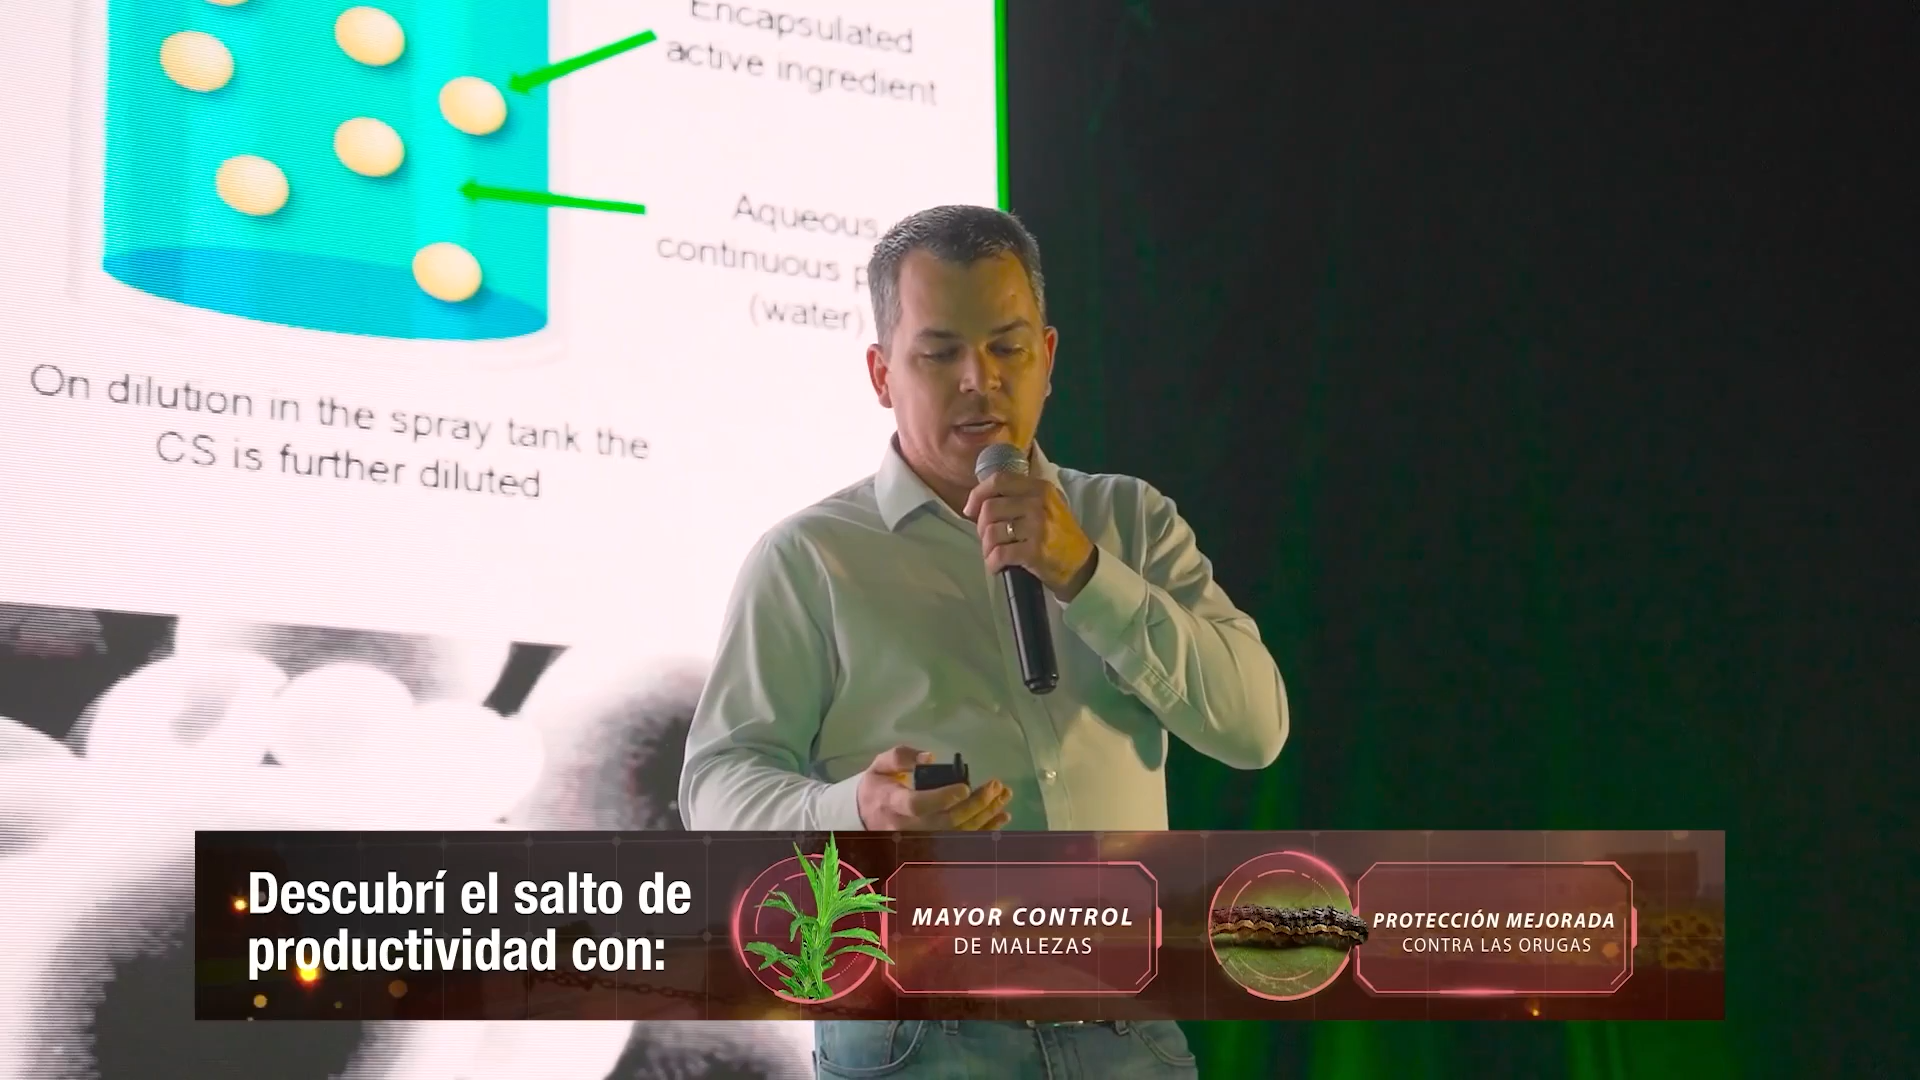 Encapsulated
active ingredient
Aqueous
continuous
(water)
On dilution in the spray tank the
CS is further diluted
Descubrí el salto de
productividad con:
MAYOR CONTROL
DE MALEZAS
PROTECCIÓN MEJORADA
CONTRA LAS ORUGAS